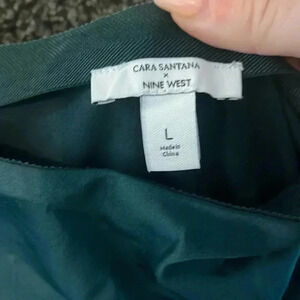 CARA SANTANA
×
NINE WEST
L
Made in
China